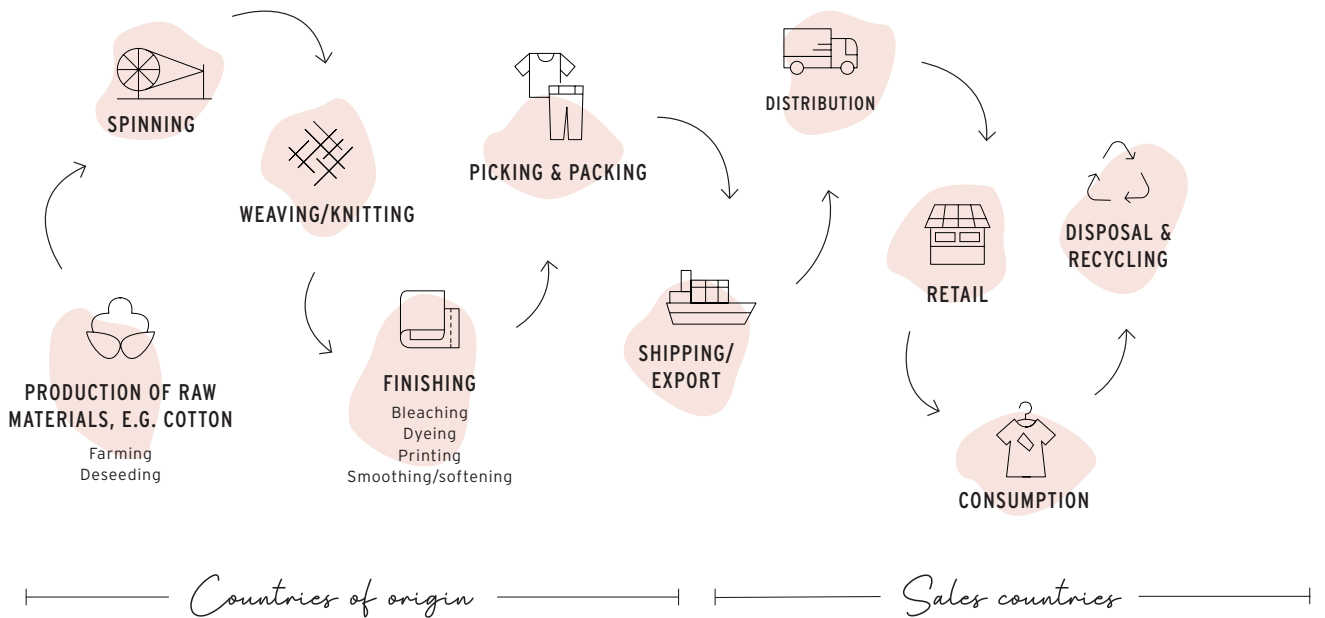 PRODUCTION OF RAW
MATERIALS, E.G. COTTON
Farming
Deseeding
SPINNING
WEAVING/KNITTING
FINISHING
Bleaching
Dyeing
Printing
Smoothing/softening
PICKING & PACKING
SHIPPING/
EXPORT
DISTRIBUTION
RETAIL
CONSUMPTION
DISPOSAL &
RECYCLING
Countries of origin
Sales countries